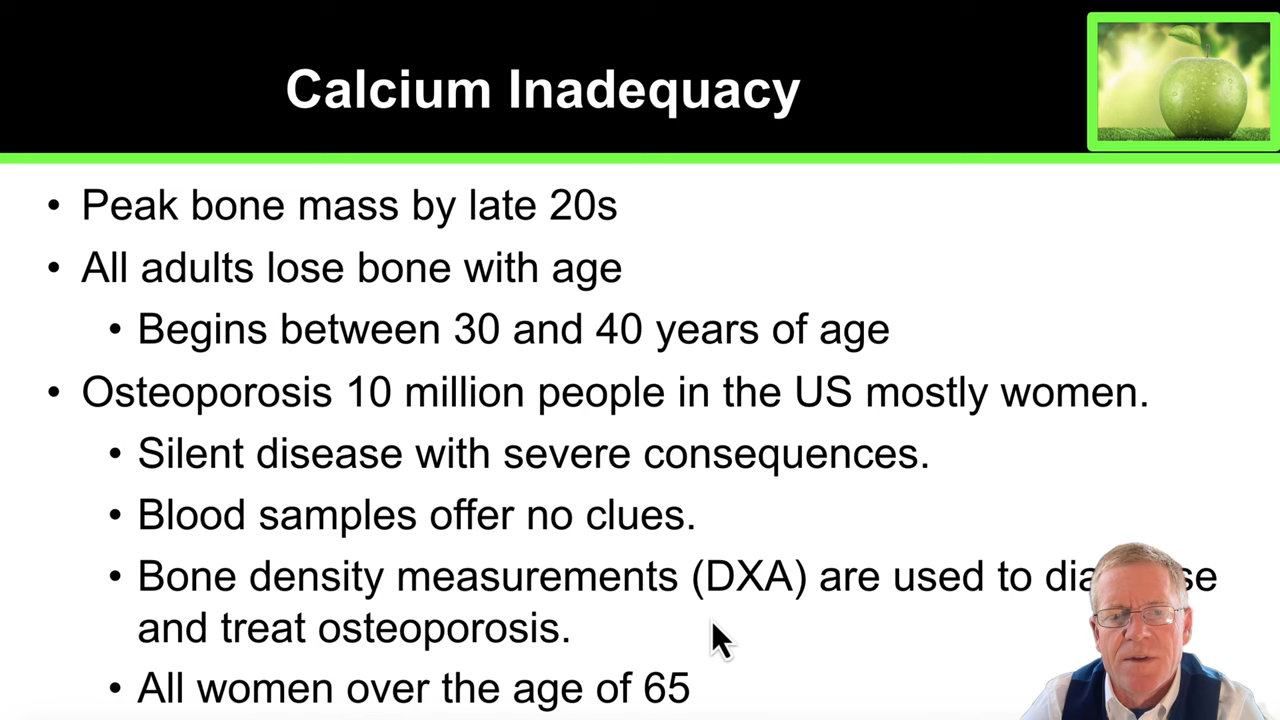 Calcium Inadequacy
• Peak bone mass by late 20s
• All adults lose bone with age
• Begins between 30 and 40 years of age
• Osteoporosis 10 million people in the US mostly women.
• Silent disease with severe consequences.
• Blood samples offer no clues.
• Bone density measurements (DXA) are used to
and treat osteoporosis.
• All women over the age of 65